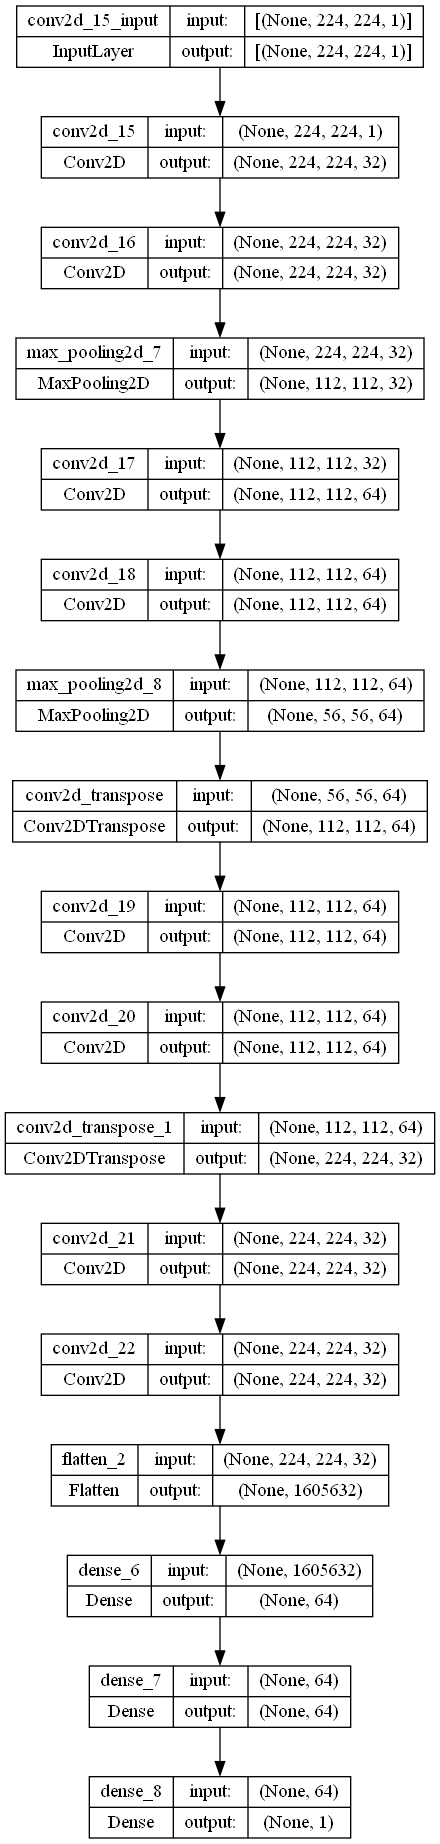 conv2d_15_input input: [(None, 224, 224, 1)]
InputLayer output: [(None, 224, 224, 1)]
conv2d_15 input: (None, 224, 224, 1)
Conv2D output: (None, 224, 224, 32)
conv2d_16 input: (None, 224, 224, 32)
Conv2D output: (None, 224, 224, 32)
max_pooling2d_7 input: (None, 224, 224, 32)
MaxPooling2D output: (None, 112, 112, 32)
conv2d_17 input: (None, 112, 112, 32)
Conv2D output: (None, 112, 112, 64)
conv2d_18 input: (None, 112, 112, 64)
Conv2D output: (None, 112, 112, 64)
max_pooling2d_8 input: (None, 112, 112, 64)
MaxPooling2D output: (None, 56, 56, 64)
conv2d_transpose input: (None, 56, 56, 64)
Conv2DTranspose output: (None, 112, 112, 64)
conv2d_19 input: (None, 112, 112, 64)
Conv2D output: (None, 112, 112, 64)
conv2d_20 input: (None, 112, 112, 64)
Conv2D output: (None, 112, 112, 64)
conv2d_transpose_1 input: (None, 112, 112, 64)
Conv2DTranspose output: (None, 224, 224, 32)
conv2d_21 input: (None, 224, 224, 32)
Conv2D output: (None, 224, 224, 32)
conv2d_22 input: (None, 224, 224, 32)
Conv2D output: (None, 224, 224, 32)
flatten_2 input: (None, 224, 224, 32)
Flatten output: (None, 1605632)
dense_6 input: (None, 1605632)
Dense output: (None, 64)
dense_7 input: (None, 64)
Dense output: (None, 64)
dense_8 input: (None, 64)
Dense output: (None, 1)